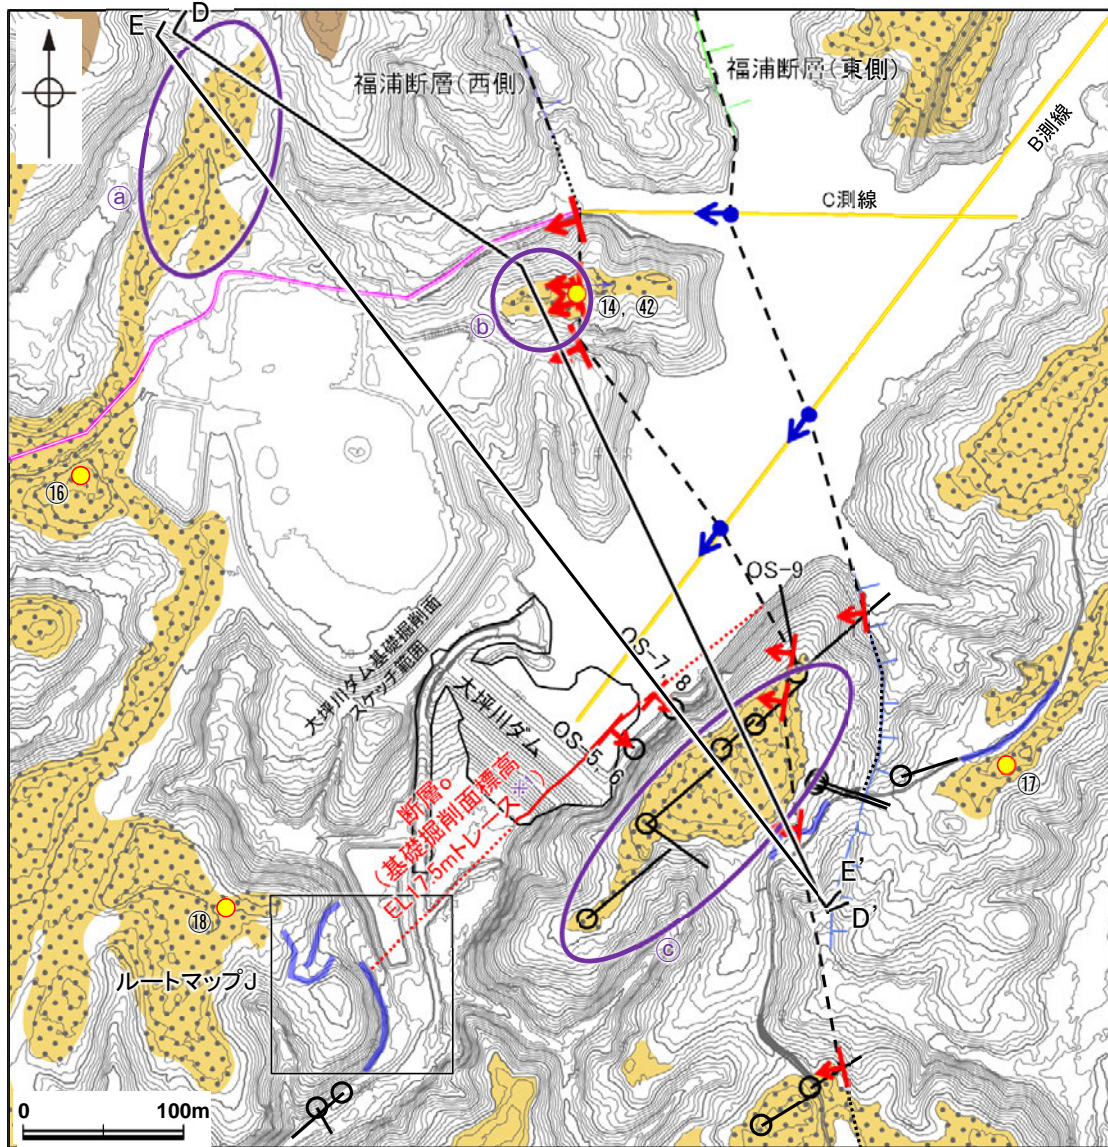 E
D
福浦断層(西側)
福浦断層(東側)
B測線
C測線
ⓐ
ⓑ
⑭, ㊷
⑯
OS-9
OS-7, 8
OS-5, 6
大坪川ダム基礎掘削面
スケッチ範囲
大坪川ダム
断層o
(基礎掘削面標高※1
EL17.5mトレース)
⑰
E'
D'
ⓒ
⑱
ルートマップJ
0
100m